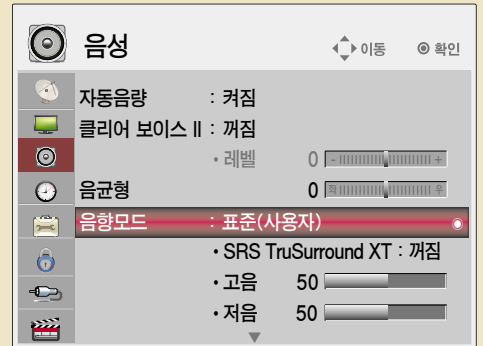 음성 이동 ◉ 확인
자동음량 : 켜짐
클리어 보이스 II : 꺼짐
• 레벨 0 - +
음균형 0 좌 우
음향모드 : 표준(사용자) ◉
• SRS TruSurround XT : 꺼짐
• 고음 50
• 저음 50
▼